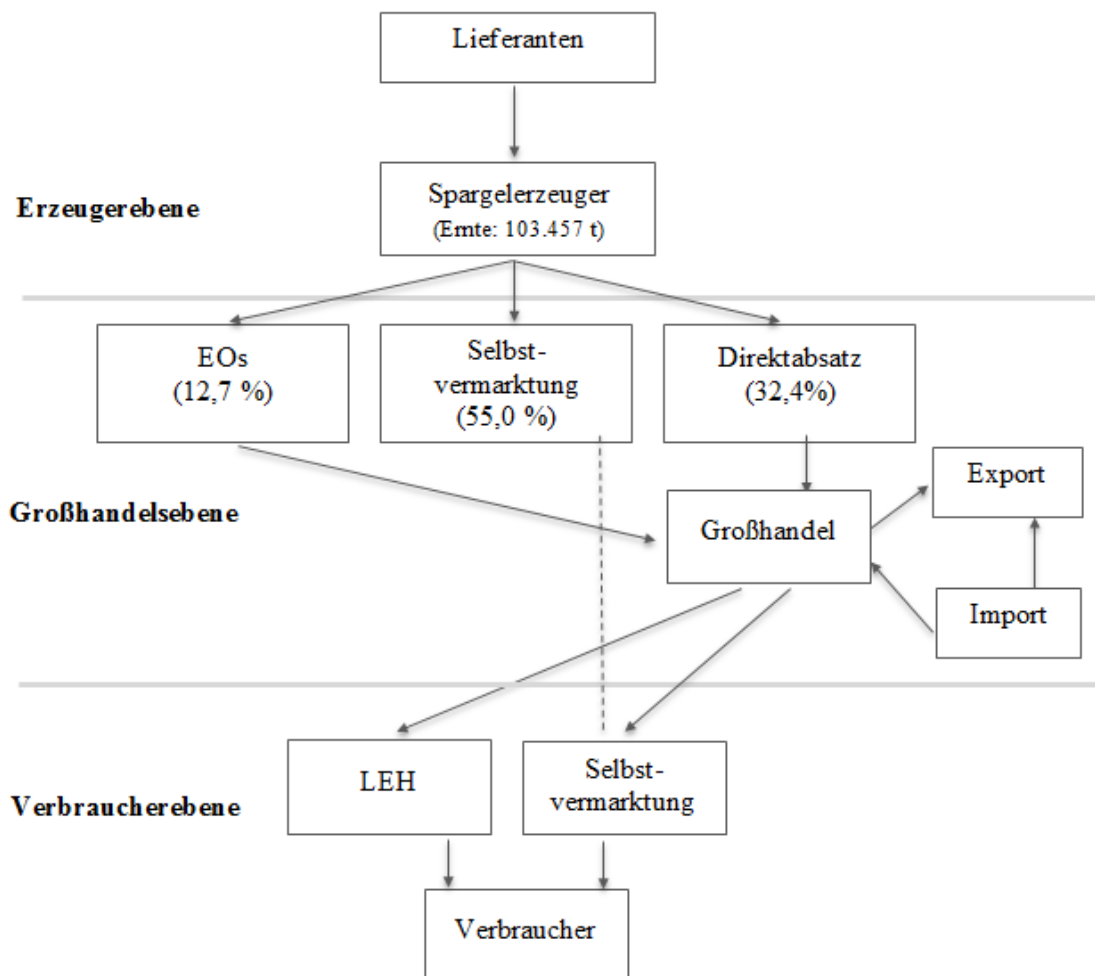 Lieferanten
Erzeugerebene
Spargelerzeuger
(Ernte: 103.457 t)
EOs
(12,7 %)
Selbst-
vermarktung
(55,0 %)
Direktabsatz
(32,4%)
Großhandelsebene
Großhandel
Export
Import
Verbraucherebene
LEH
Selbst-
vermarktung
Verbraucher